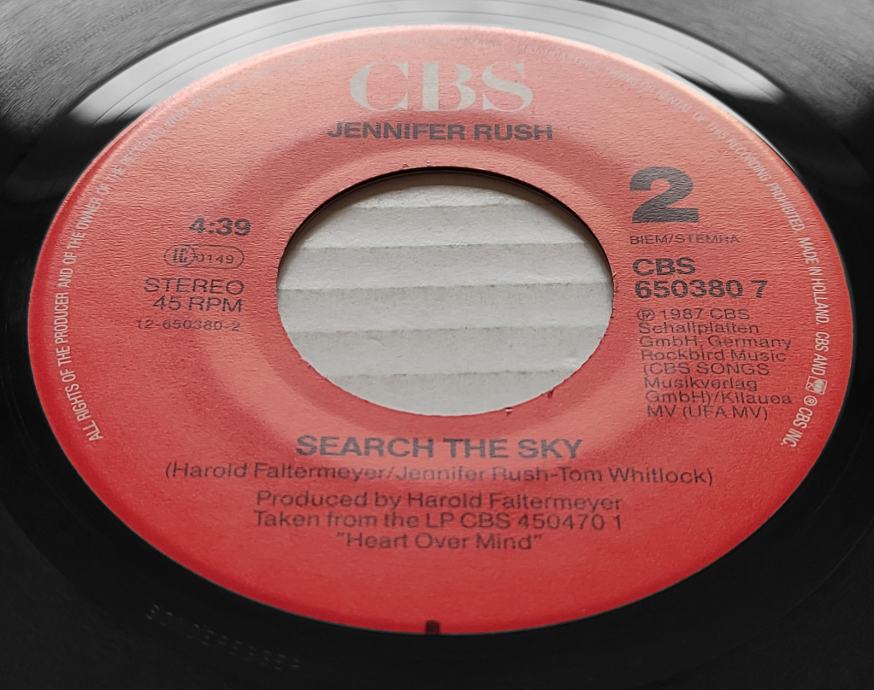 CBS
JENNIFER RUSH
4:39
LC 0149
STEREO
45 RPM
12-650380-2
2
BIEM/STEMRA
CBS
650380 7
℗ 1987 CBS
Schallplatten
GmbH, Germany
Rockbird Music
(CBS SONGS
Musikverlag
GmbH)/Kilauea
MV (UFA MV)
SEARCH THE SKY
(Harold Faltermeyer/Jennifer Rush-Tom Whitlock)
Produced by Harold Faltermeyer
Taken from the LP CBS 450470 1
"Heart Over Mind"
ALL RIGHTS OF THE PRODUCER AND OF THE OWNER OF THE RECORDED WORK
OF THIS RECORDING PROHIBITED. MADE IN HOLLAND. CBS AND ® CBS INC.